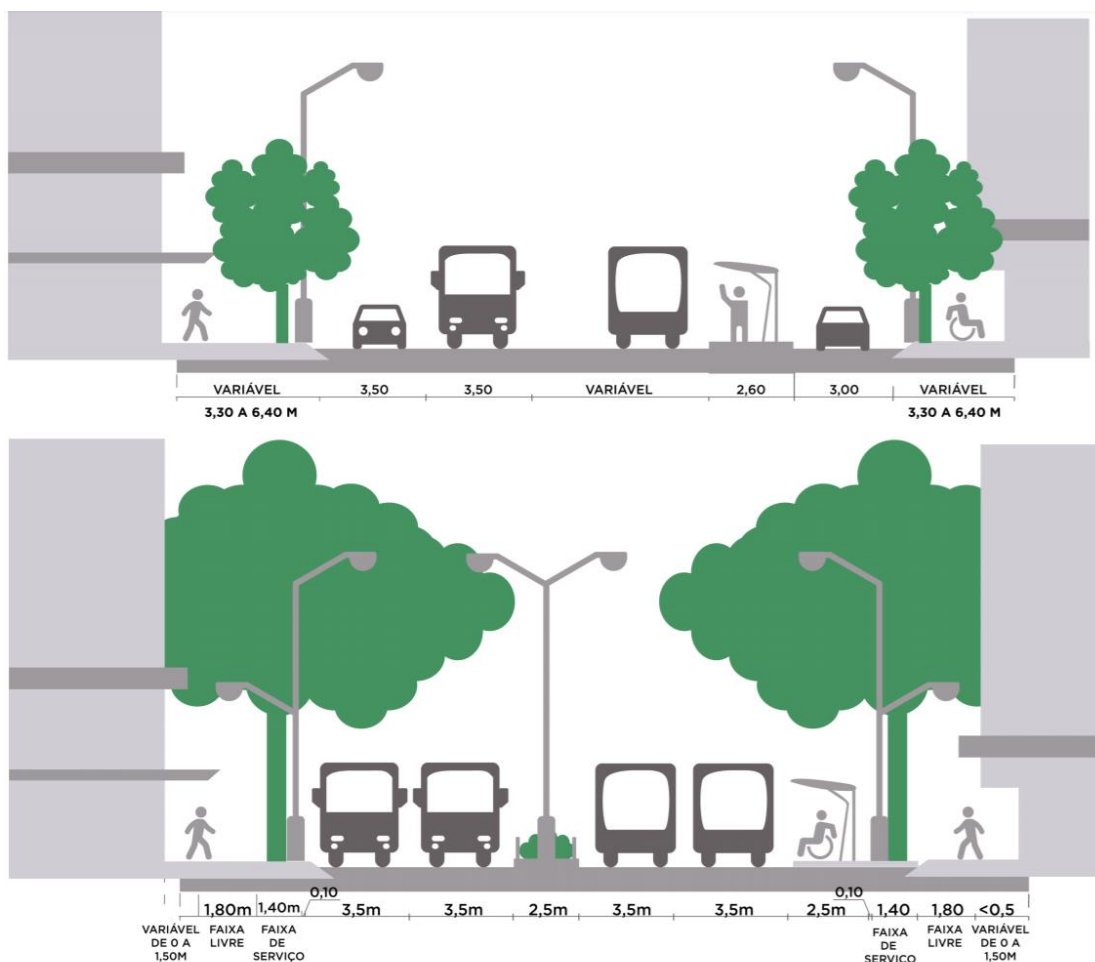 VARIÁVEL 3,50 3,50 VARIÁVEL 2,60 3,00 VARIÁVEL
3,30 A 6,40 M 3,30 A 6,40 M
0,10 0,10
1,80m 1,40m 3,5m 3,5m 2,5m 3,5m 3,5m 2,5m 1,40 1,80 <0,5
VARIÁVEL
DE 0 A
1,50M
FAIXA
LIVRE
FAIXA
DE
SERVIÇO
FAIXA
DE
SERVIÇO
FAIXA
LIVRE
VARIÁVEL
DE 0 A
1,50M